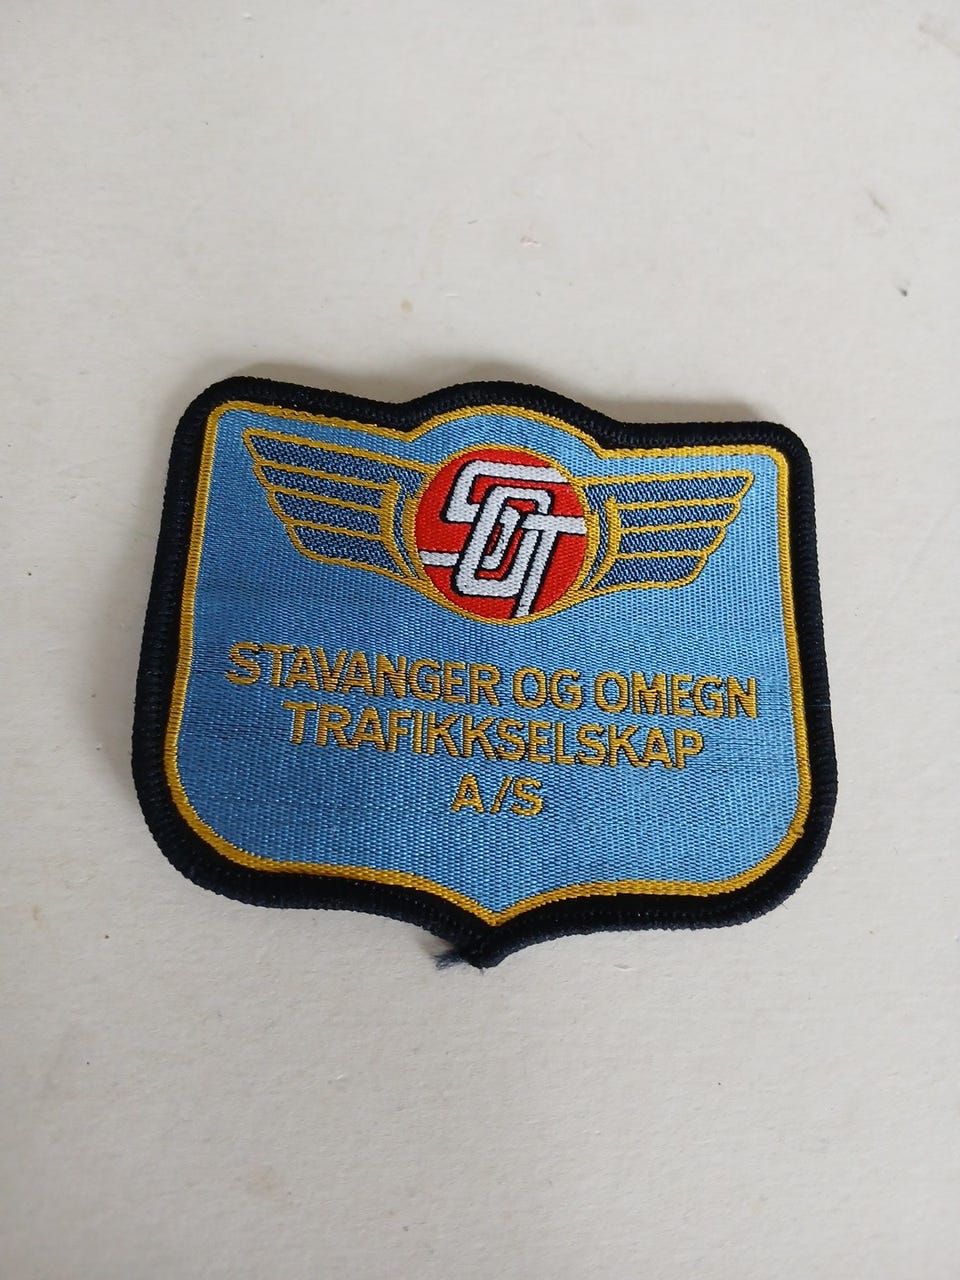 SOT
STAVANGER OG OMEGN
TRAFIKKSELSKAP
A/S